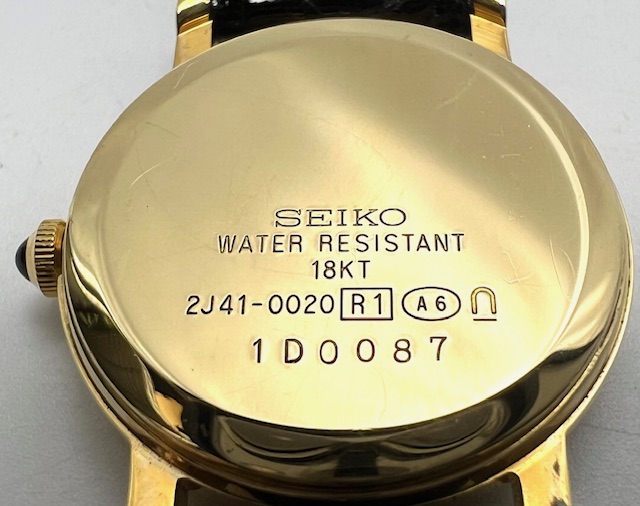 SEIKO
WATER RESISTANT
18KT
2J41-0020 R1 A6
1D0087